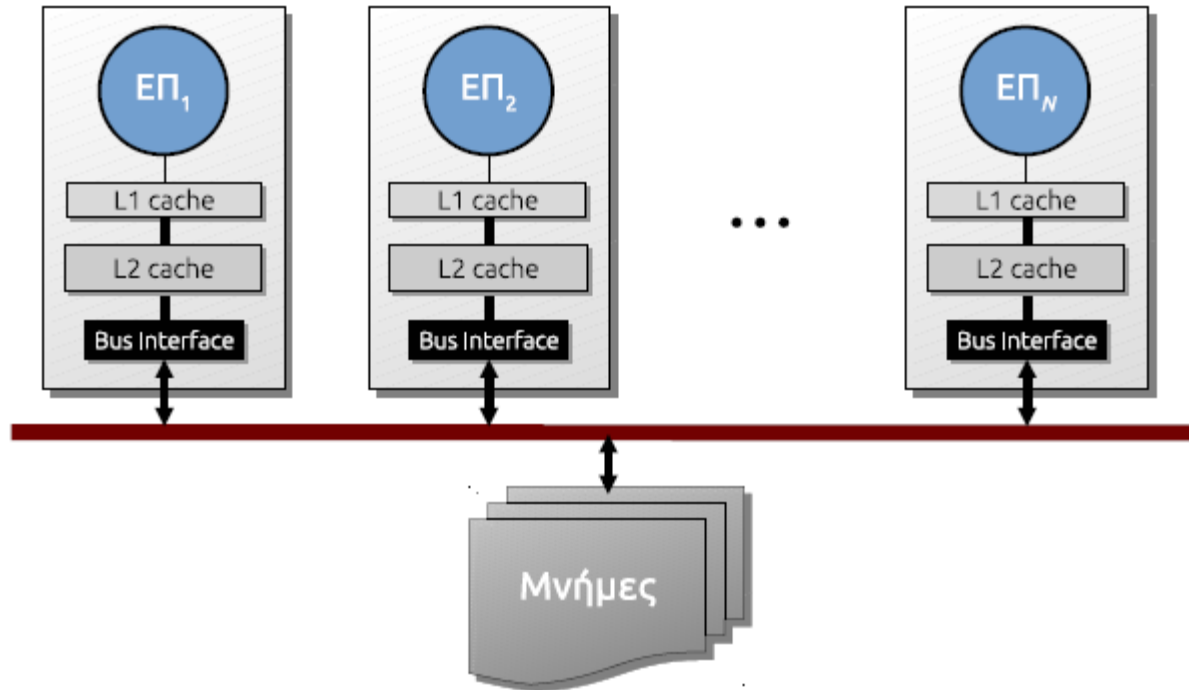 ΕΠ1 ΕΠ2 ΕΠN
L1 cache L1 cache L1 cache
...
L2 cache L2 cache L2 cache
Bus Interface Bus Interface Bus Interface
Μνήμες